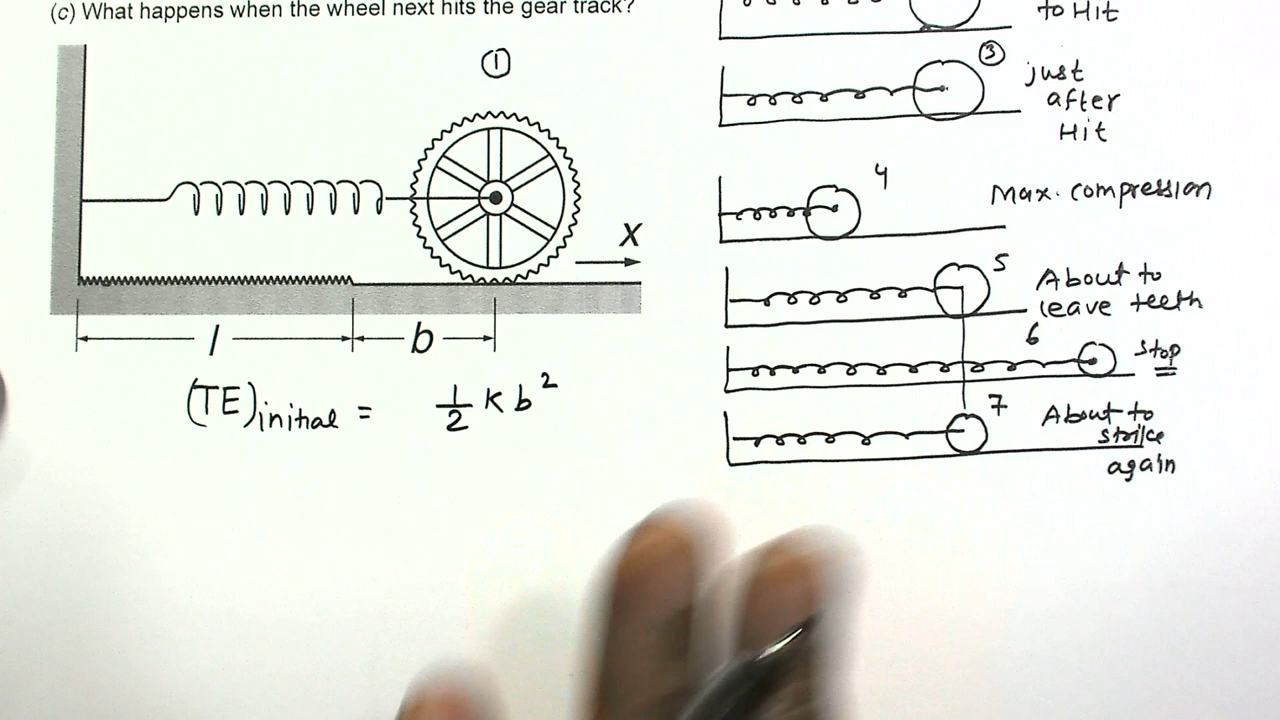 (c) What happens when the wheel next hits the gear track?
①
X
l
b
(TE)initial = 1/2 K b²
to Hit
③
just
after
Hit
4
Max. compression
5
About to
leave teeth
6
Stop
7
About to
strike
again